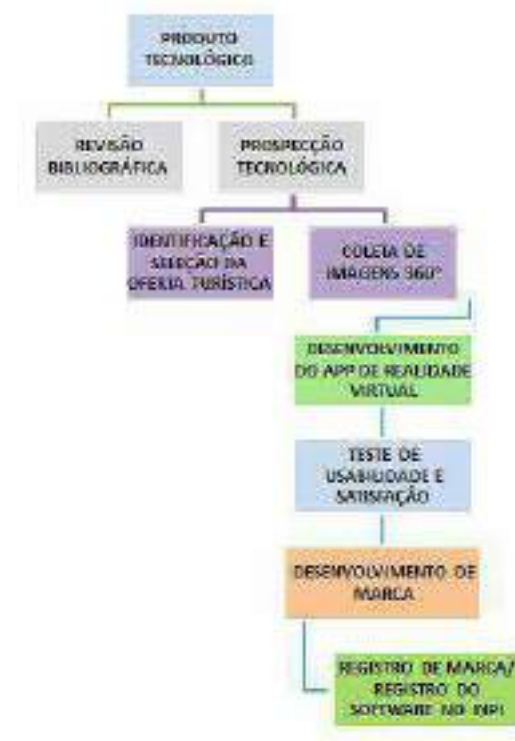 PRODUTO
TECNOLÓGICO
REVISÃO
BIBLIOGRÁFICA
PROSPECÇÃO
TECNOLÓGICA
IDENTIFICAÇÃO E
SELEÇÃO DA
OFERTA TURÍSTICA
COLETA DE
IMAGENS 360°
DESENVOLVIMENTO
DO APP DE REALIDADE
VIRTUAL
TESTE DE
USABILIDADE E
SATISFAÇÃO
DESENVOLVIMENTO DE
MARCA
REGISTRO DE MARCA/
REGISTRO DO
SOFTWARE NO INPI